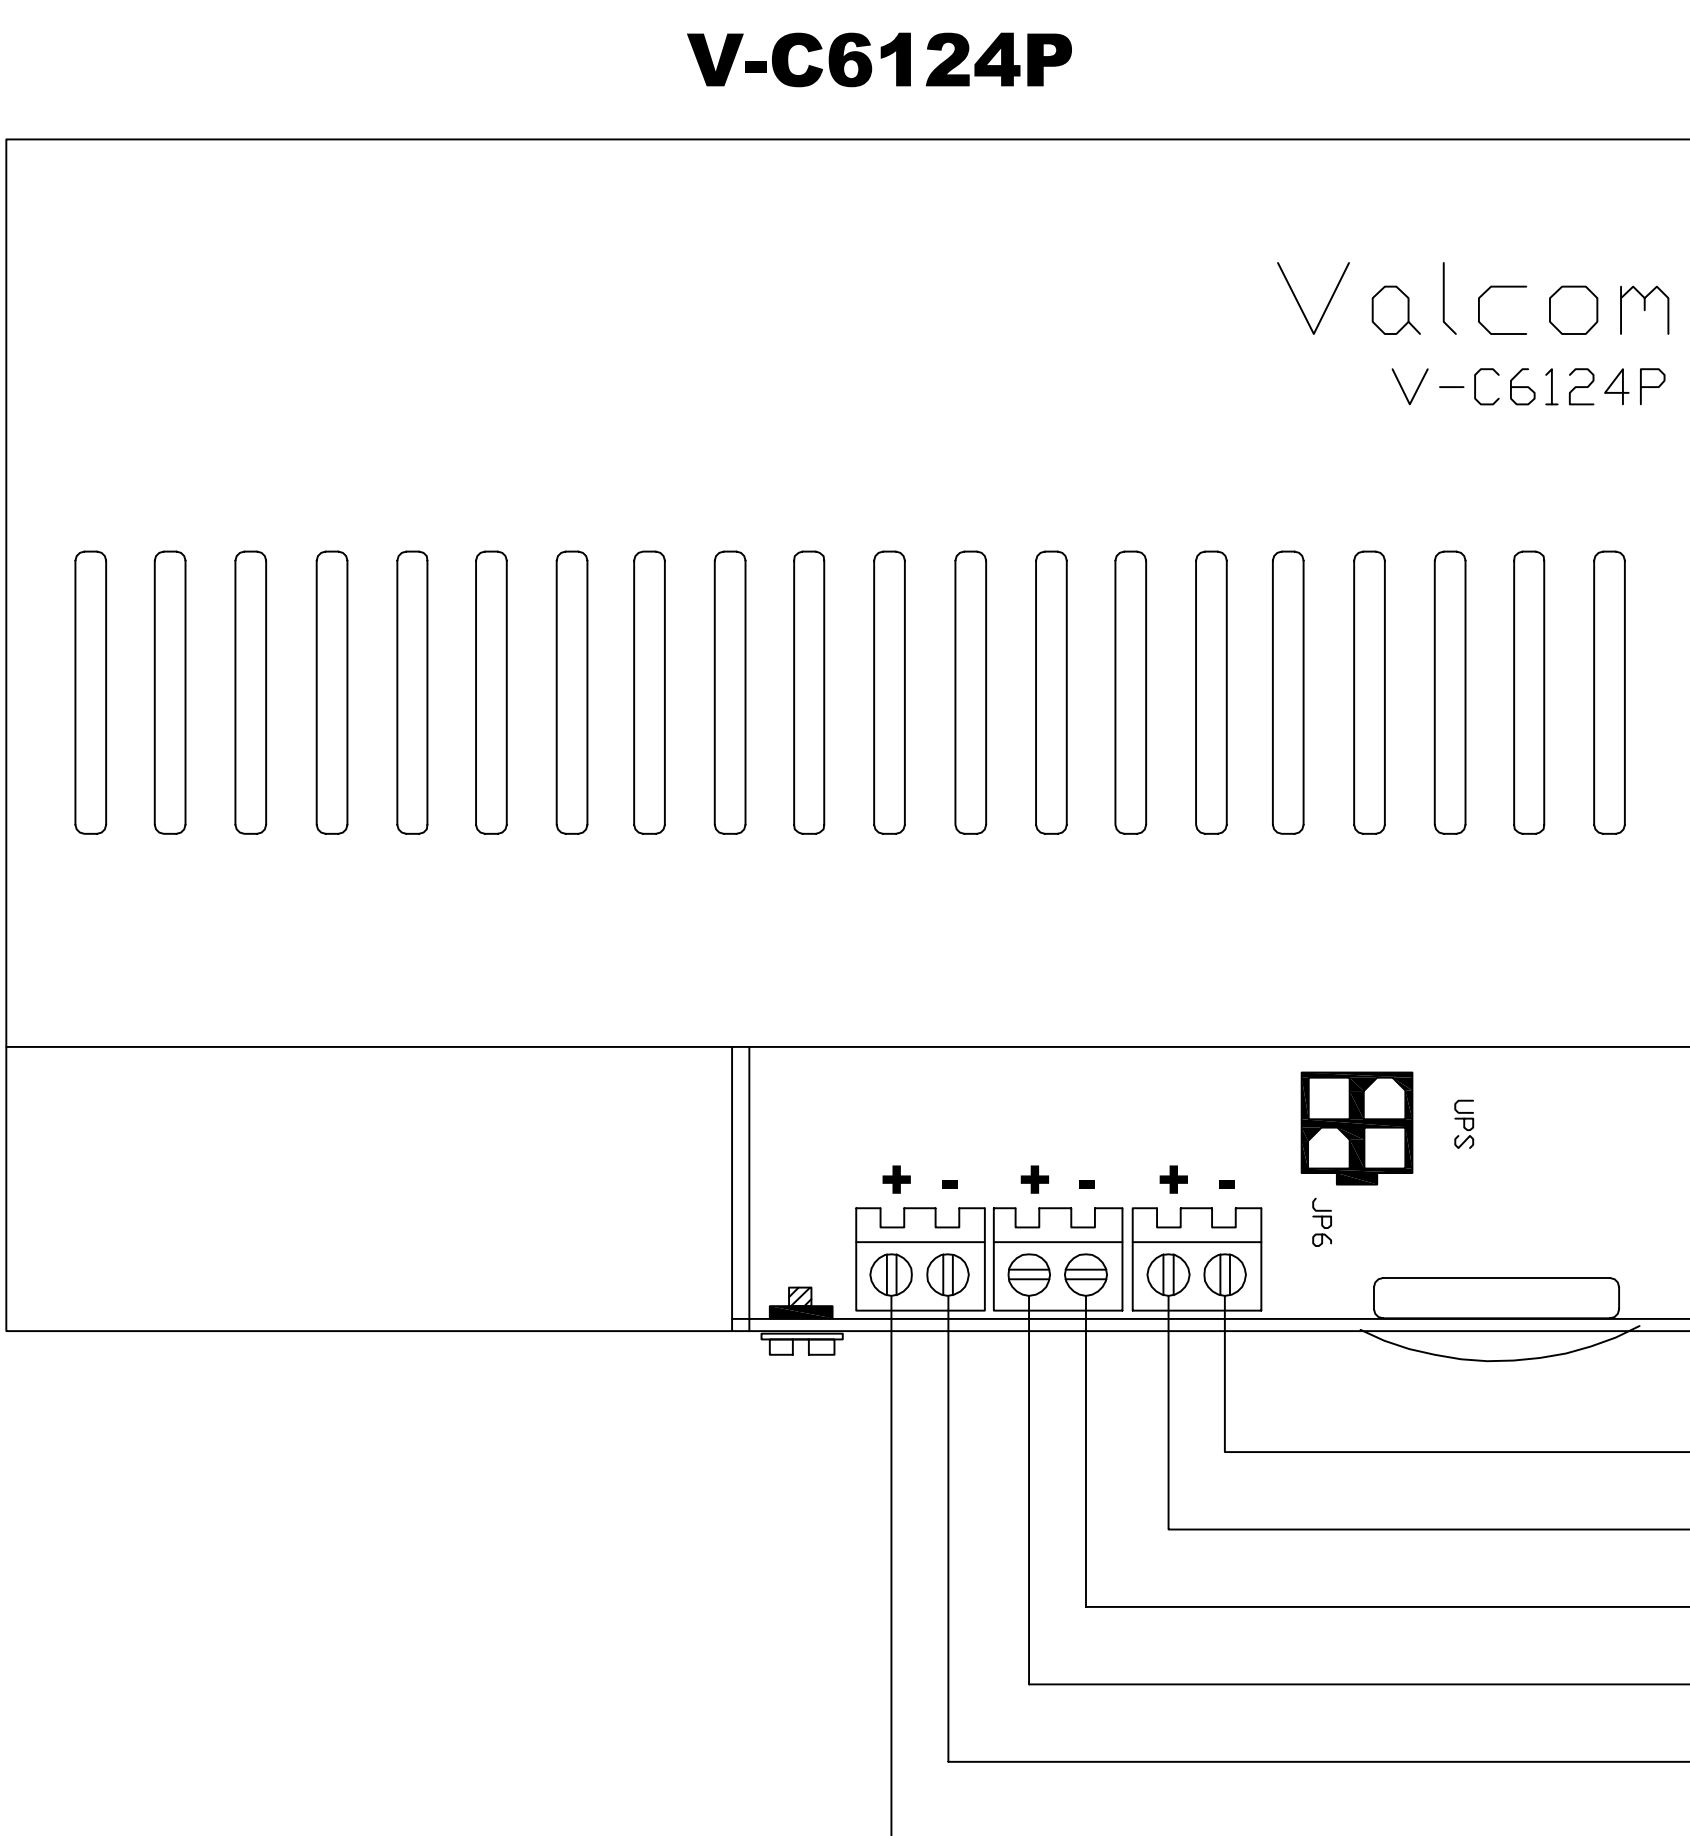 V-C6124P
Valcom
V-C6124P
UPS
+ - + - + -
JP6